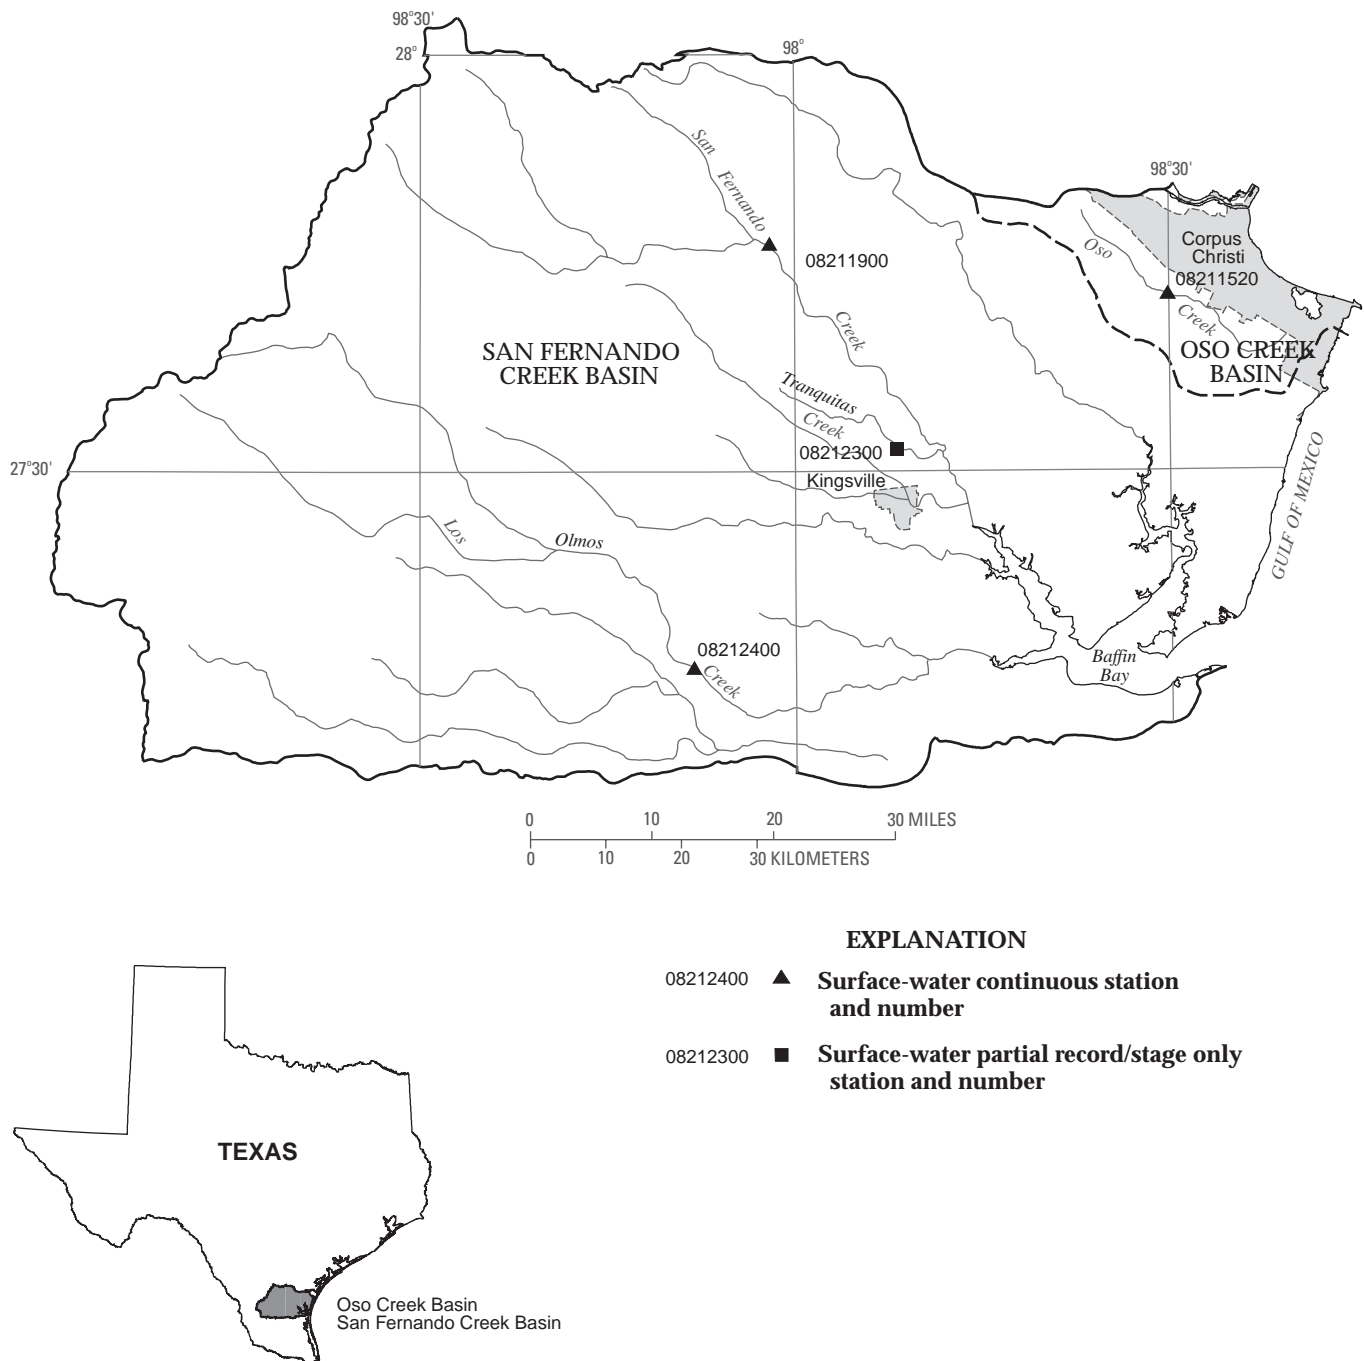 98°30'
28°
98°
98°30'
San
Fernando
Creek
08211900
Oso
Corpus
Christi
08211520
Creek
SAN FERNANDO
CREEK BASIN
OSO CREEK
BASIN
Tranquitas
Creek
08212300
27°30'
Kingsville
GULF OF MEXICO
Los
Olmos
Creek
08212400
Baffin
Bay
0 10 20 30 MILES
0 10 20 30 KILOMETERS
EXPLANATION
08212400 Surface-water continuous station
and number
08212300 Surface-water partial record/stage only
station and number
TEXAS
Oso Creek Basin
San Fernando Creek Basin